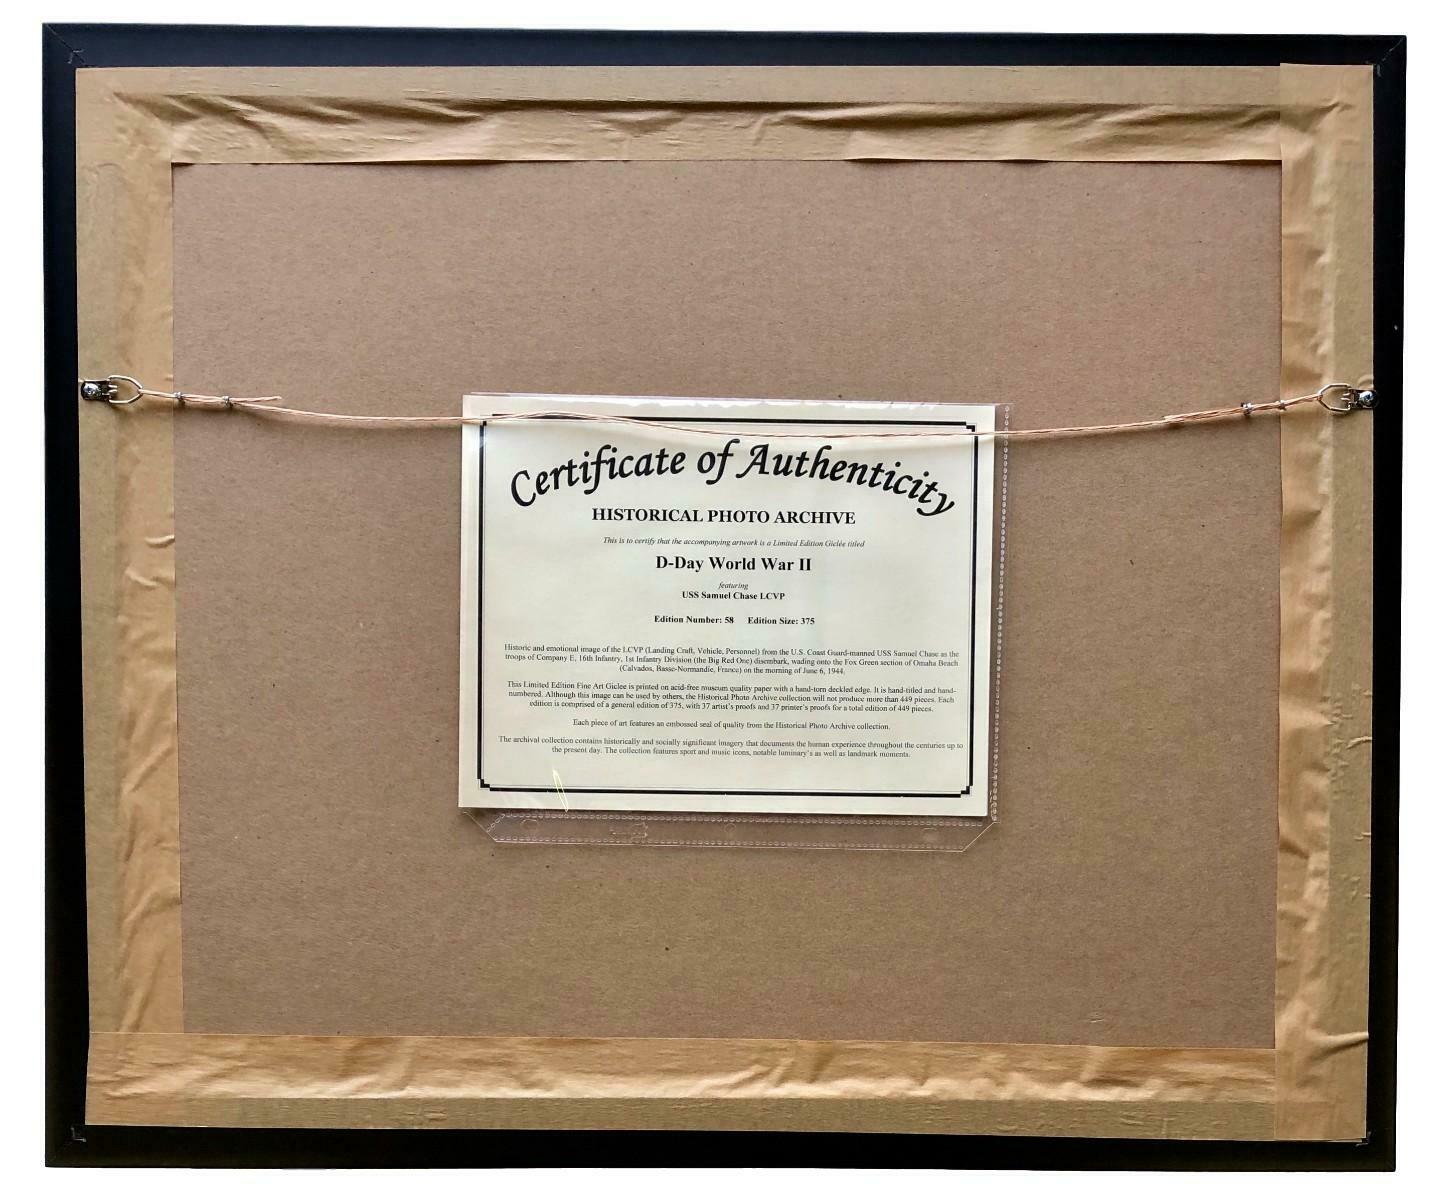 Certificate of Authenticity
HISTORICAL PHOTO ARCHIVE
This is to certify that the accompanying artwork is a Limited Edition Giclée titled
D-Day World War II
featuring
USS Samuel Chase LCVP
Edition Number: 58 Edition Size: 375
Historic and emotional image of the LCVP (Landing Craft, Vehicle, Personnel) from the U.S. Coast Guard-manned USS Samuel Chase as the
troops of Company E, 16th Infantry, 1st Infantry Division (the Big Red One) disembark, wading onto the Fox Green section of Omaha Beach
(Calvados, Basse-Normandie, France) on the morning of June 6, 1944.
This Limited Edition Fine Art Giclee is printed on acid-free museum quality paper with a hand-torn deckled edge. It is hand-titled and hand-
numbered. Although this image can be used by others, the Historical Photo Archive collection will not produce more than 449 pieces. Each
edition is comprised of a general edition of 375, with 37 artist's proofs and 37 printer's proofs for a total edition of 449 pieces.
Each piece of art features an embossed seal of quality from the Historical Photo Archive collection.
The archival collection contains historically and socially significant imagery that documents the human experience throughout the centuries up to
the present day. The collection features sport and music icons, notable luminary's as well as landmark moments.